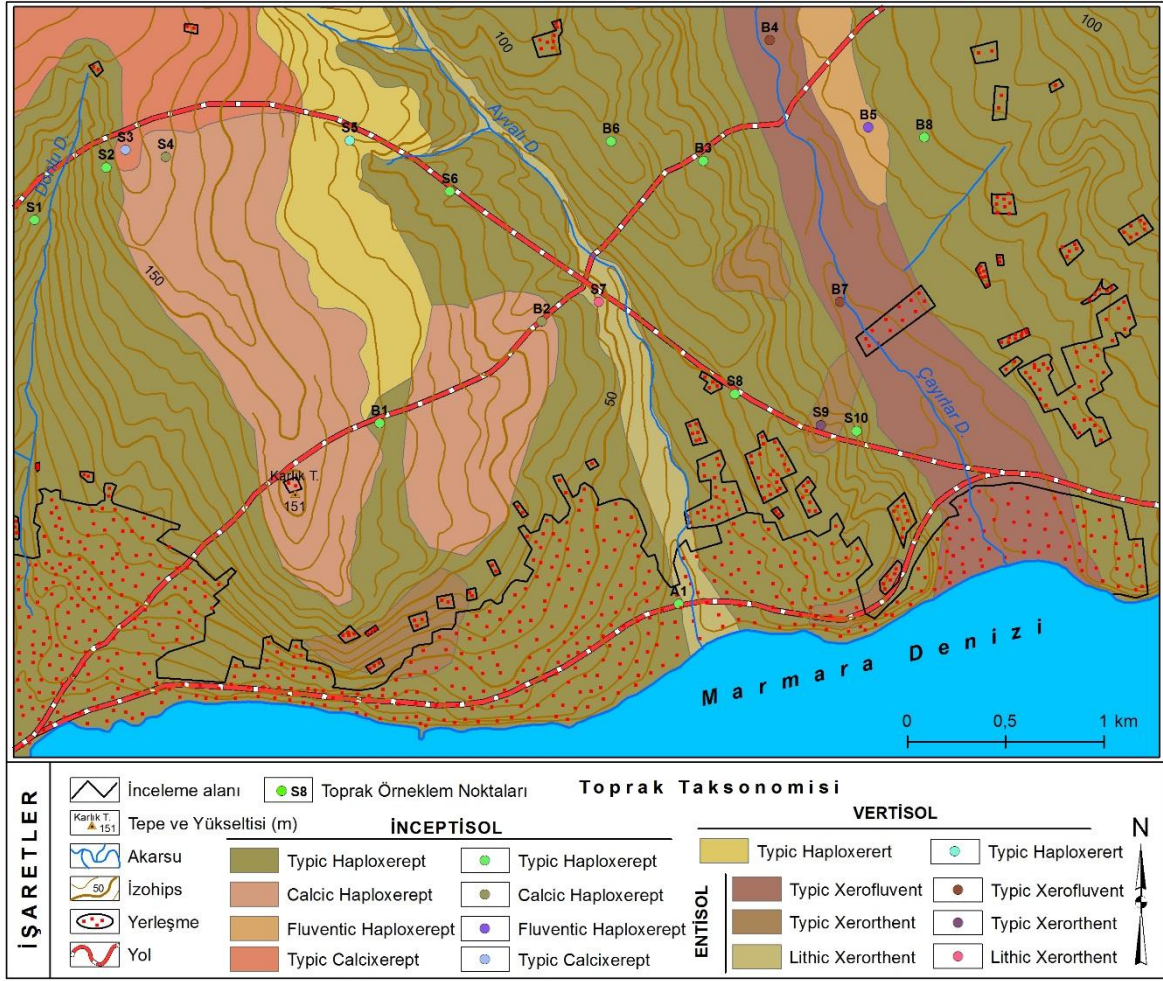 100
B4
100
Ayvalı D.
B5
B6
B8
S5
S3
S4
S2
B3
Donlu D.
S6
S1
150
S7
B7
B2
50
S8
Çayırlar D.
B1
S9
S10
Karlık T.
151
A1
Marmara Denizi
0 0,5 1 km
İŞARETLER
İnceleme alanı
S8 Toprak Örneklem Noktaları
Karlık T.
151
Tepe ve Yükseltisi (m)
Akarsu
50
İzohips
Yerleşme
Yol
Toprak Taksonomisi
İNCEPTİSOL
Typic Haploxerept Typic Haploxerept
Calcic Haploxerept Calcic Haploxerept
Fluventic Haploxerept Fluventic Haploxerept
Typic Calcixerept Typic Calcixerept
VERTİSOL
Typic Haploxerert Typic Haploxerert
ENTİSOL
Typic Xerofluvent Typic Xerofluvent
Typic Xerorthent Typic Xerorthent
Lithic Xerorthent Lithic Xerorthent
N